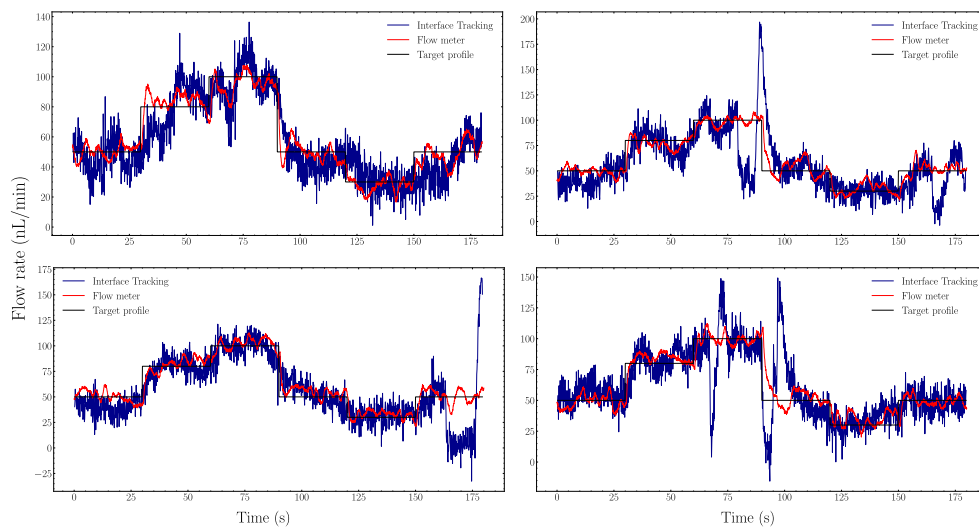 Flow rate (nL/min)
140
120
100
80
60
40
20
0
0 25 50 75 100 125 150 175
Interface Tracking
Flow meter
Target profile
200
175
150
125
100
75
50
25
0
0 25 50 75 100 125 150 175
Interface Tracking
Flow meter
Target profile
175
150
125
100
75
50
25
0
−25
0 25 50 75 100 125 150 175
Interface Tracking
Flow meter
Target profile
Time (s)
150
125
100
75
50
25
0
0 25 50 75 100 125 150 175
Interface Tracking
Flow meter
Target profile
Time (s)